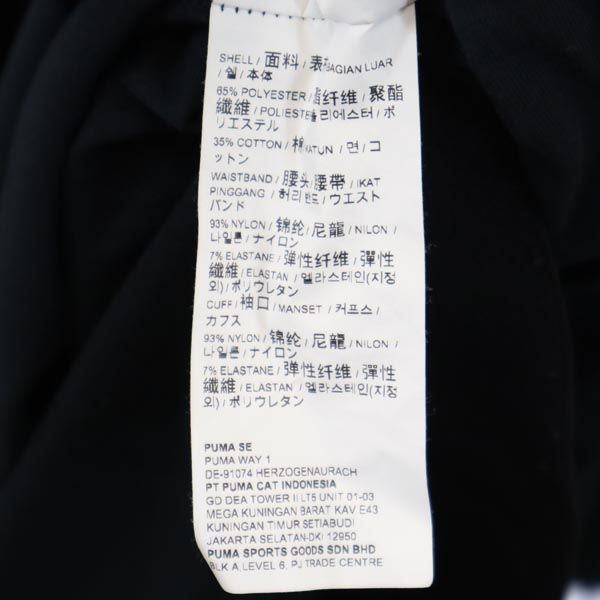 SHELL / 面料 / 表 BAGIAN LUAR
/ 쉘 / 本体
65% POLYESTER / 纤维 / 聚酯
纖維 / POLIESTE 폴리에스터 / ポ
リエステル
35% COTTON / 棉 KATUN / 면 / コ
ットン
WAISTBAND / 腰头 腰帶 / IKAT
PINGGANG / 허리밴드 / ウエスト
バンド
93% NYLON / 锦纶 / 尼龍 / NILON /
나일론 / ナイロン
7% ELASTANE / 弹性纤维 / 彈性
纖維 / ELASTAN / 엘라스테인(지정
외) / ポリウレタン
CUFF / 袖口 / MANSET / 커프스 /
カフス
93% NYLON / 锦纶 / 尼龍 / NILON /
나일론 / ナイロン
7% ELASTANE / 弹性纤维 / 彈性
纖維 / ELASTAN / 엘라스테인(지정
외) / ポリウレタン
PUMA SE
PUMA WAY 1
DE-91074 HERZOGENAURACH
PT PUMA CAT INDONESIA
GD DEA TOWER II LT6 UNIT 01-03
MEGA KUNINGAN BARAT KAV E43
KUNINGAN TIMUR SETIABUDI
JAKARTA SELATAN-DKI 12950
PUMA SPORTS GOODS SDN BHD
BLK A, LEVEL 6, PJ TRADE CENTRE